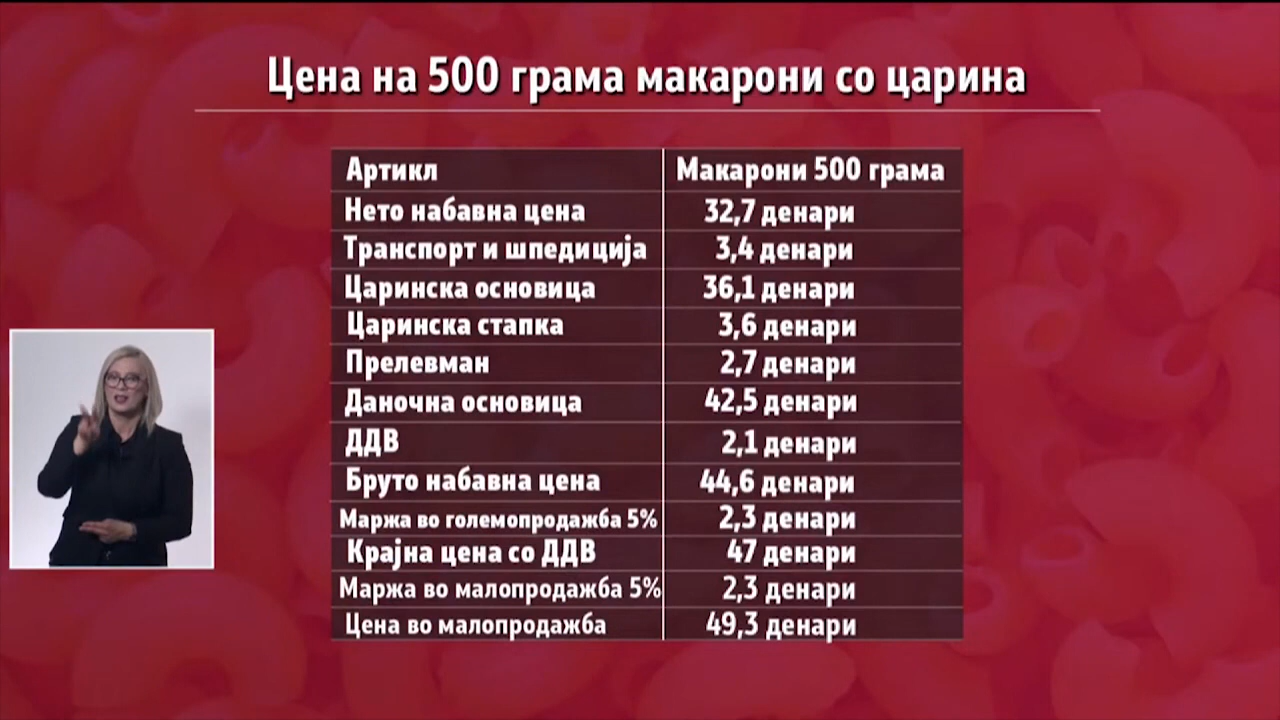 Цена на 500 грама макарони со царина
Артикл Макарони 500 грама
Нето набавна цена 32,7 денари
Транспорт и шпедиција 3,4 денари
Царинска основица 36,1 денари
Царинска стапка 3,6 денари
Прелевман 2,7 денари
Даночна основица 42,5 денари
ДДВ 2,1 денари
Бруто набавна цена 44,6 денари
Маржа во големопродажба 5% 2,3 денари
Крајна цена со ДДВ 47 денари
Маржа во малопродажба 5% 2,3 денари
Цена во малопродажба 49,3 денари